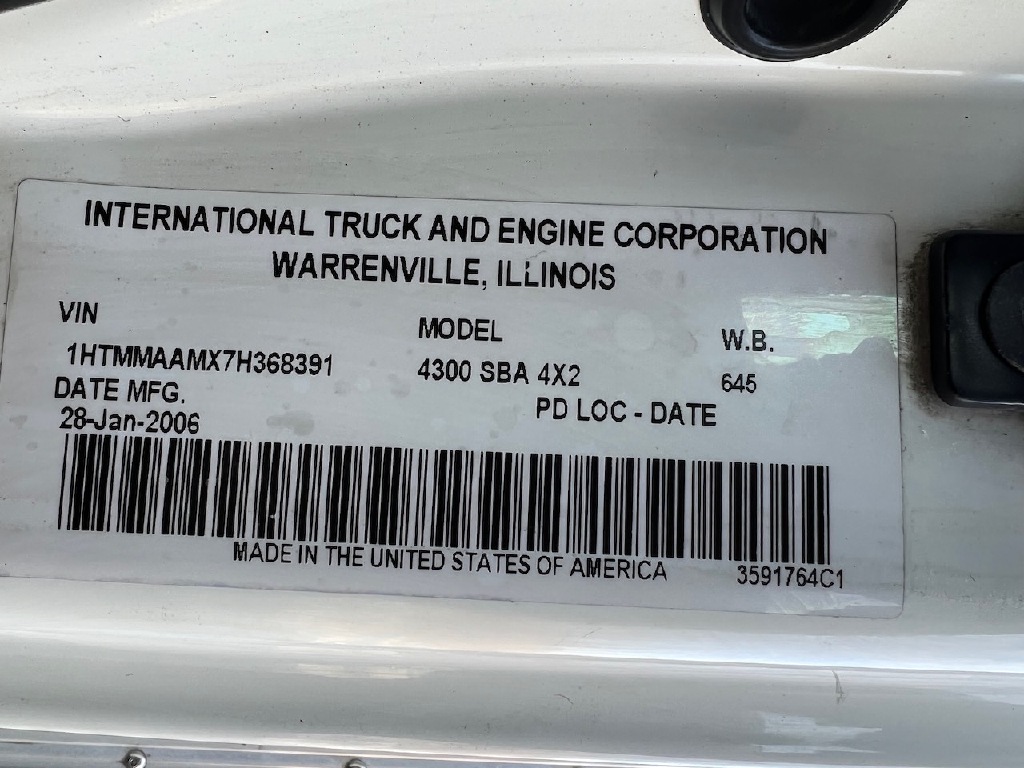 INTERNATIONAL TRUCK AND ENGINE CORPORATION
WARRENVILLE, ILLINOIS
VIN MODEL W.B.
1HTMMAAMX7H368391 4300 SBA 4X2 645
DATE MFG. PD LOC - DATE
28-Jan-2006
MADE IN THE UNITED STATES OF AMERICA 3591764C1